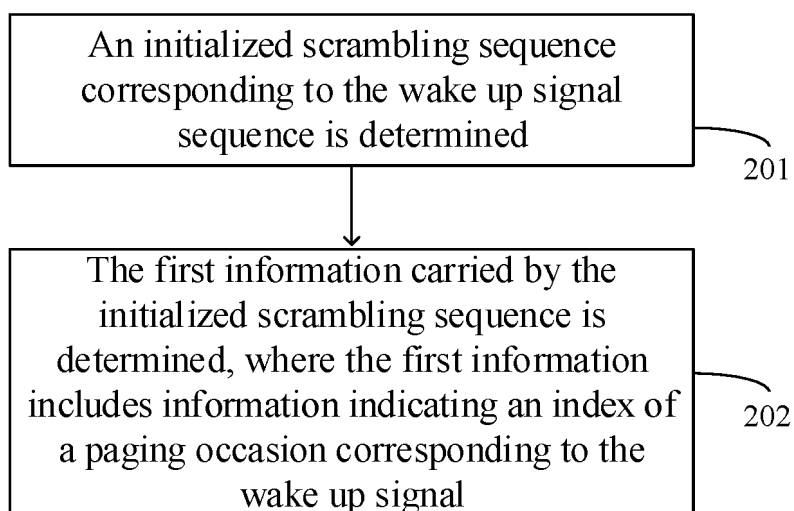 An initialized scrambling sequence
corresponding to the wake up signal
sequence is determined
201
The first information carried by the
initialized scrambling sequence is
determined, where the first information
includes information indicating an index of
a paging occasion corresponding to the
wake up signal
202